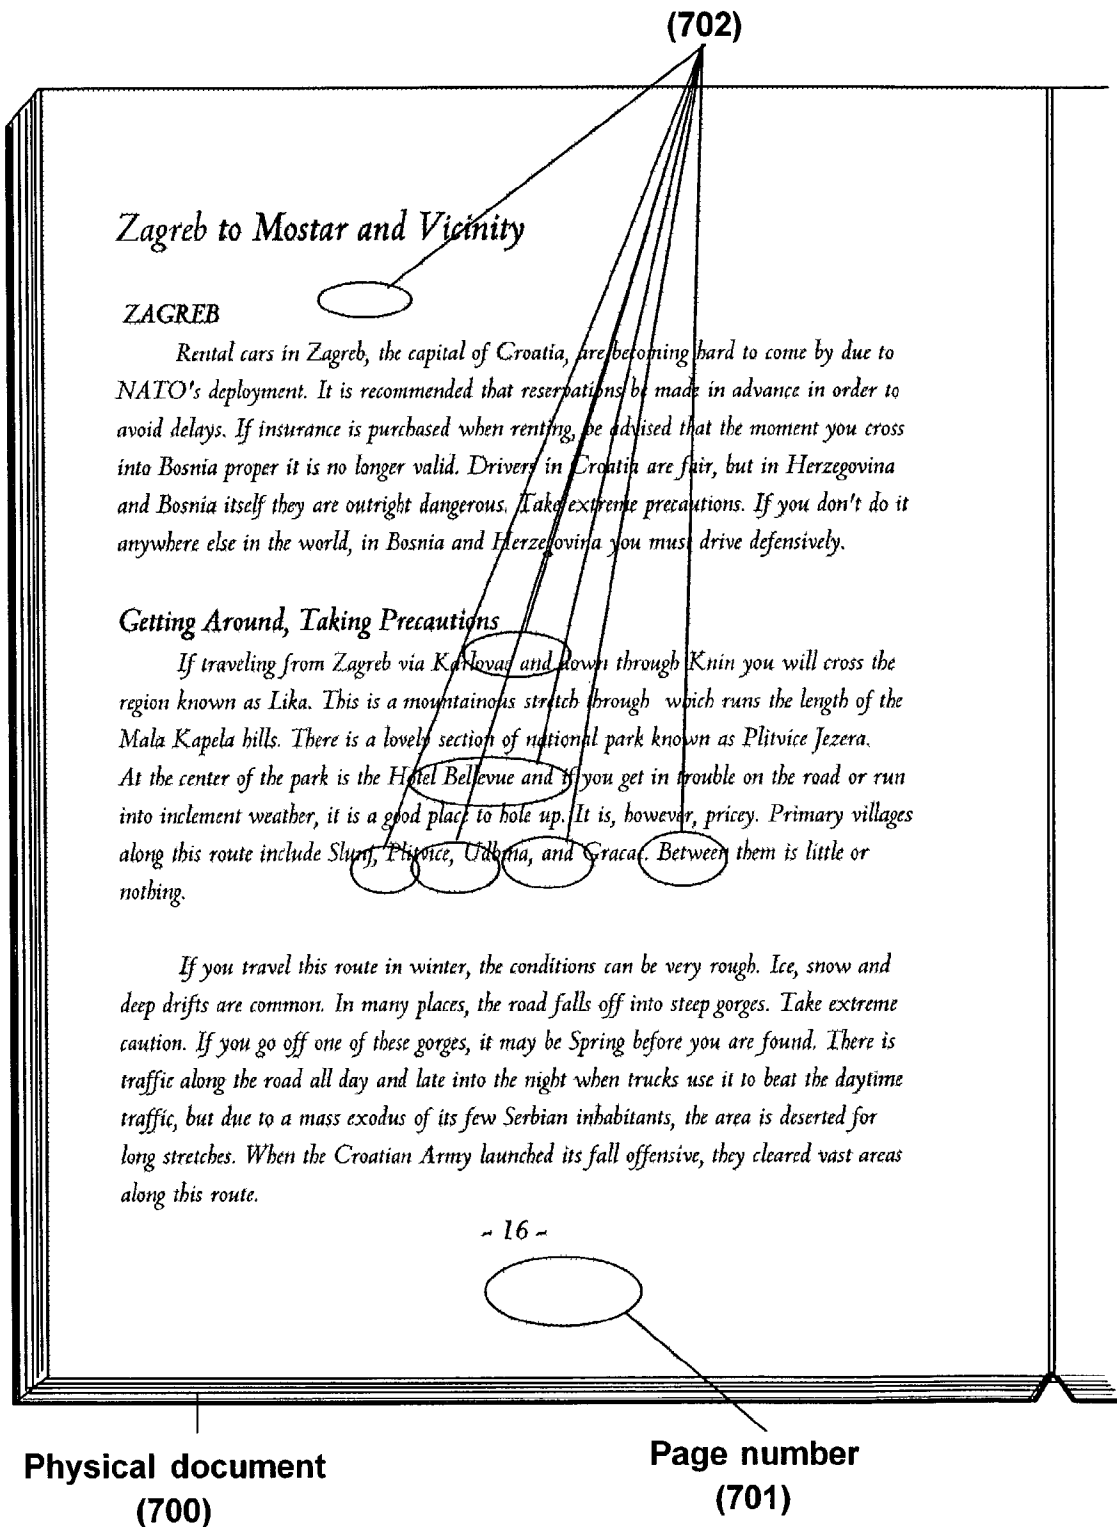 (702)
Zagreb to Mostar and Vicinity
ZAGREB
Rental cars in Zagreb, the capital of Croatia, are becoming hard to come by due to
NATO's deployment. It is recommended that reservations be made in advance in order to
avoid delays. If insurance is purchased when renting, be advised that the moment you cross
into Bosnia proper it is no longer valid. Drivers in Croatia are fair, but in Herzegovina
and Bosnia itself they are outright dangerous. Take extreme precautions. If you don't do it
anywhere else in the world, in Bosnia and Herzegovina you must drive defensively.
Getting Around, Taking Precautions
If traveling from Zagreb via Karlovac and down through Knin you will cross the
region known as Lika. This is a mountainous stretch through which runs the length of the
Mala Kapela hills. There is a lovely section of national park known as Plitvice Jezera.
At the center of the park is the Hotel Bellevue and if you get in trouble on the road or run
into inclement weather, it is a good place to hole up. It is, however, pricey. Primary villages
along this route include Slunj, Plitvice, Udbina, and Gracac. Between them is little or
nothing.
If you travel this route in winter, the conditions can be very rough. Ice, snow and
deep drifts are common. In many places, the road falls off into steep gorges. Take extreme
caution. If you go off one of these gorges, it may be Spring before you are found. There is
traffic along the road all day and late into the night when trucks use it to beat the daytime
traffic, but due to a mass exodus of its few Serbian inhabitants, the area is deserted for
long stretches. When the Croatian Army launched its fall offensive, they cleared vast areas
along this route.
~ 16 ~
Physical document
(700)
Page number
(701)